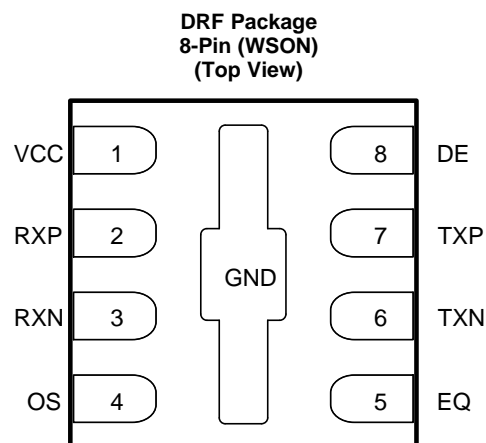 DRF Package
8-Pin (WSON)
(Top View)
VCC 1 8 DE
RXP 2 7 TXP
GND
RXN 3 6 TXN
OS 4 5 EQ